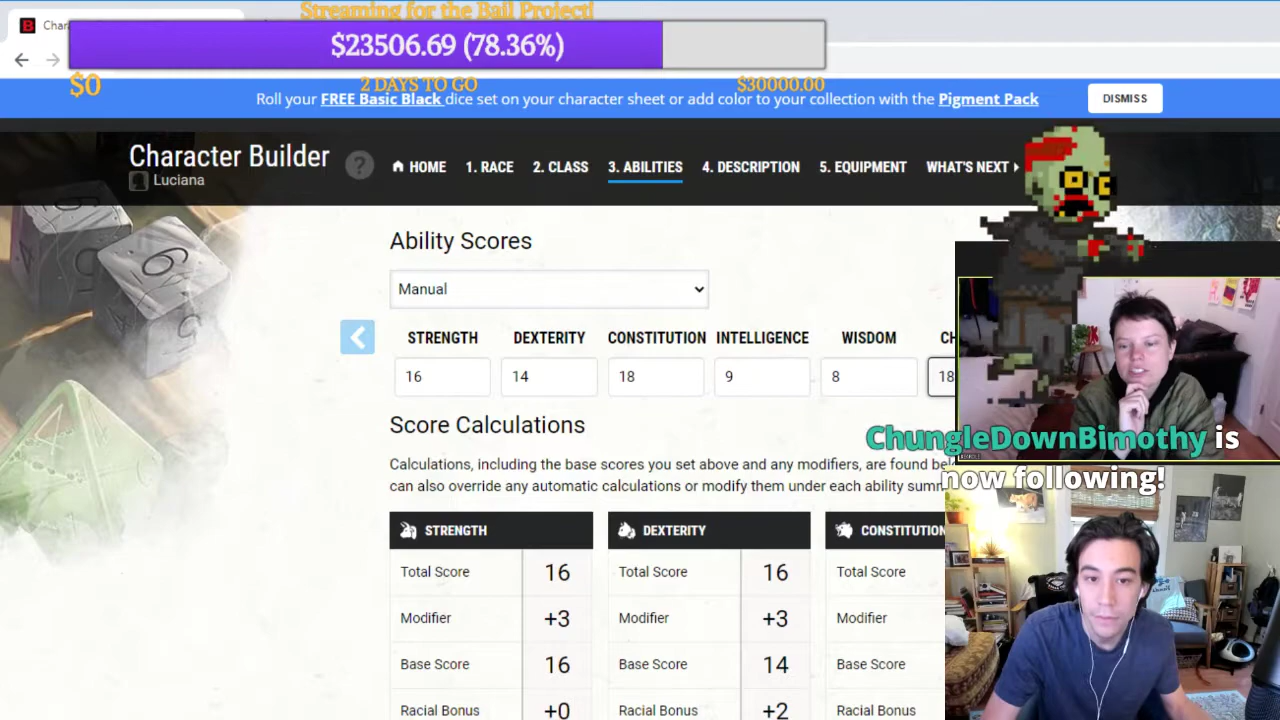 Streaming for the Bail Project!
Char
$23506.69 (78.36%)
$0
2 DAYS TO GO
$30000.00
Roll your FREE Basic Black dice set on your character sheet or add color to your collection with the Pigment Pack
DISMISS
Character Builder
Luciana
?
HOME
1. RACE
2. CLASS
3. ABILITIES
4. DESCRIPTION
5. EQUIPMENT
WHAT'S NEXT
Ability Scores
Manual
STRENGTH DEXTERITY CONSTITUTION INTELLIGENCE WISDOM CH
16 14 18 9 8 18
Score Calculations
ChungleDownBimothy is
now following!
Calculations, including the base scores you set above and any modifiers, are found bel
can also override any automatic calculations or modify them under each ability summ
STRENGTH
Total Score 16
Modifier +3
Base Score 16
Racial Bonus +0
DEXTERITY
Total Score 16
Modifier +3
Base Score 14
Racial Bonus +2
CONSTITUTION
Total Score
Modifier
Base Score
Racial Bonus